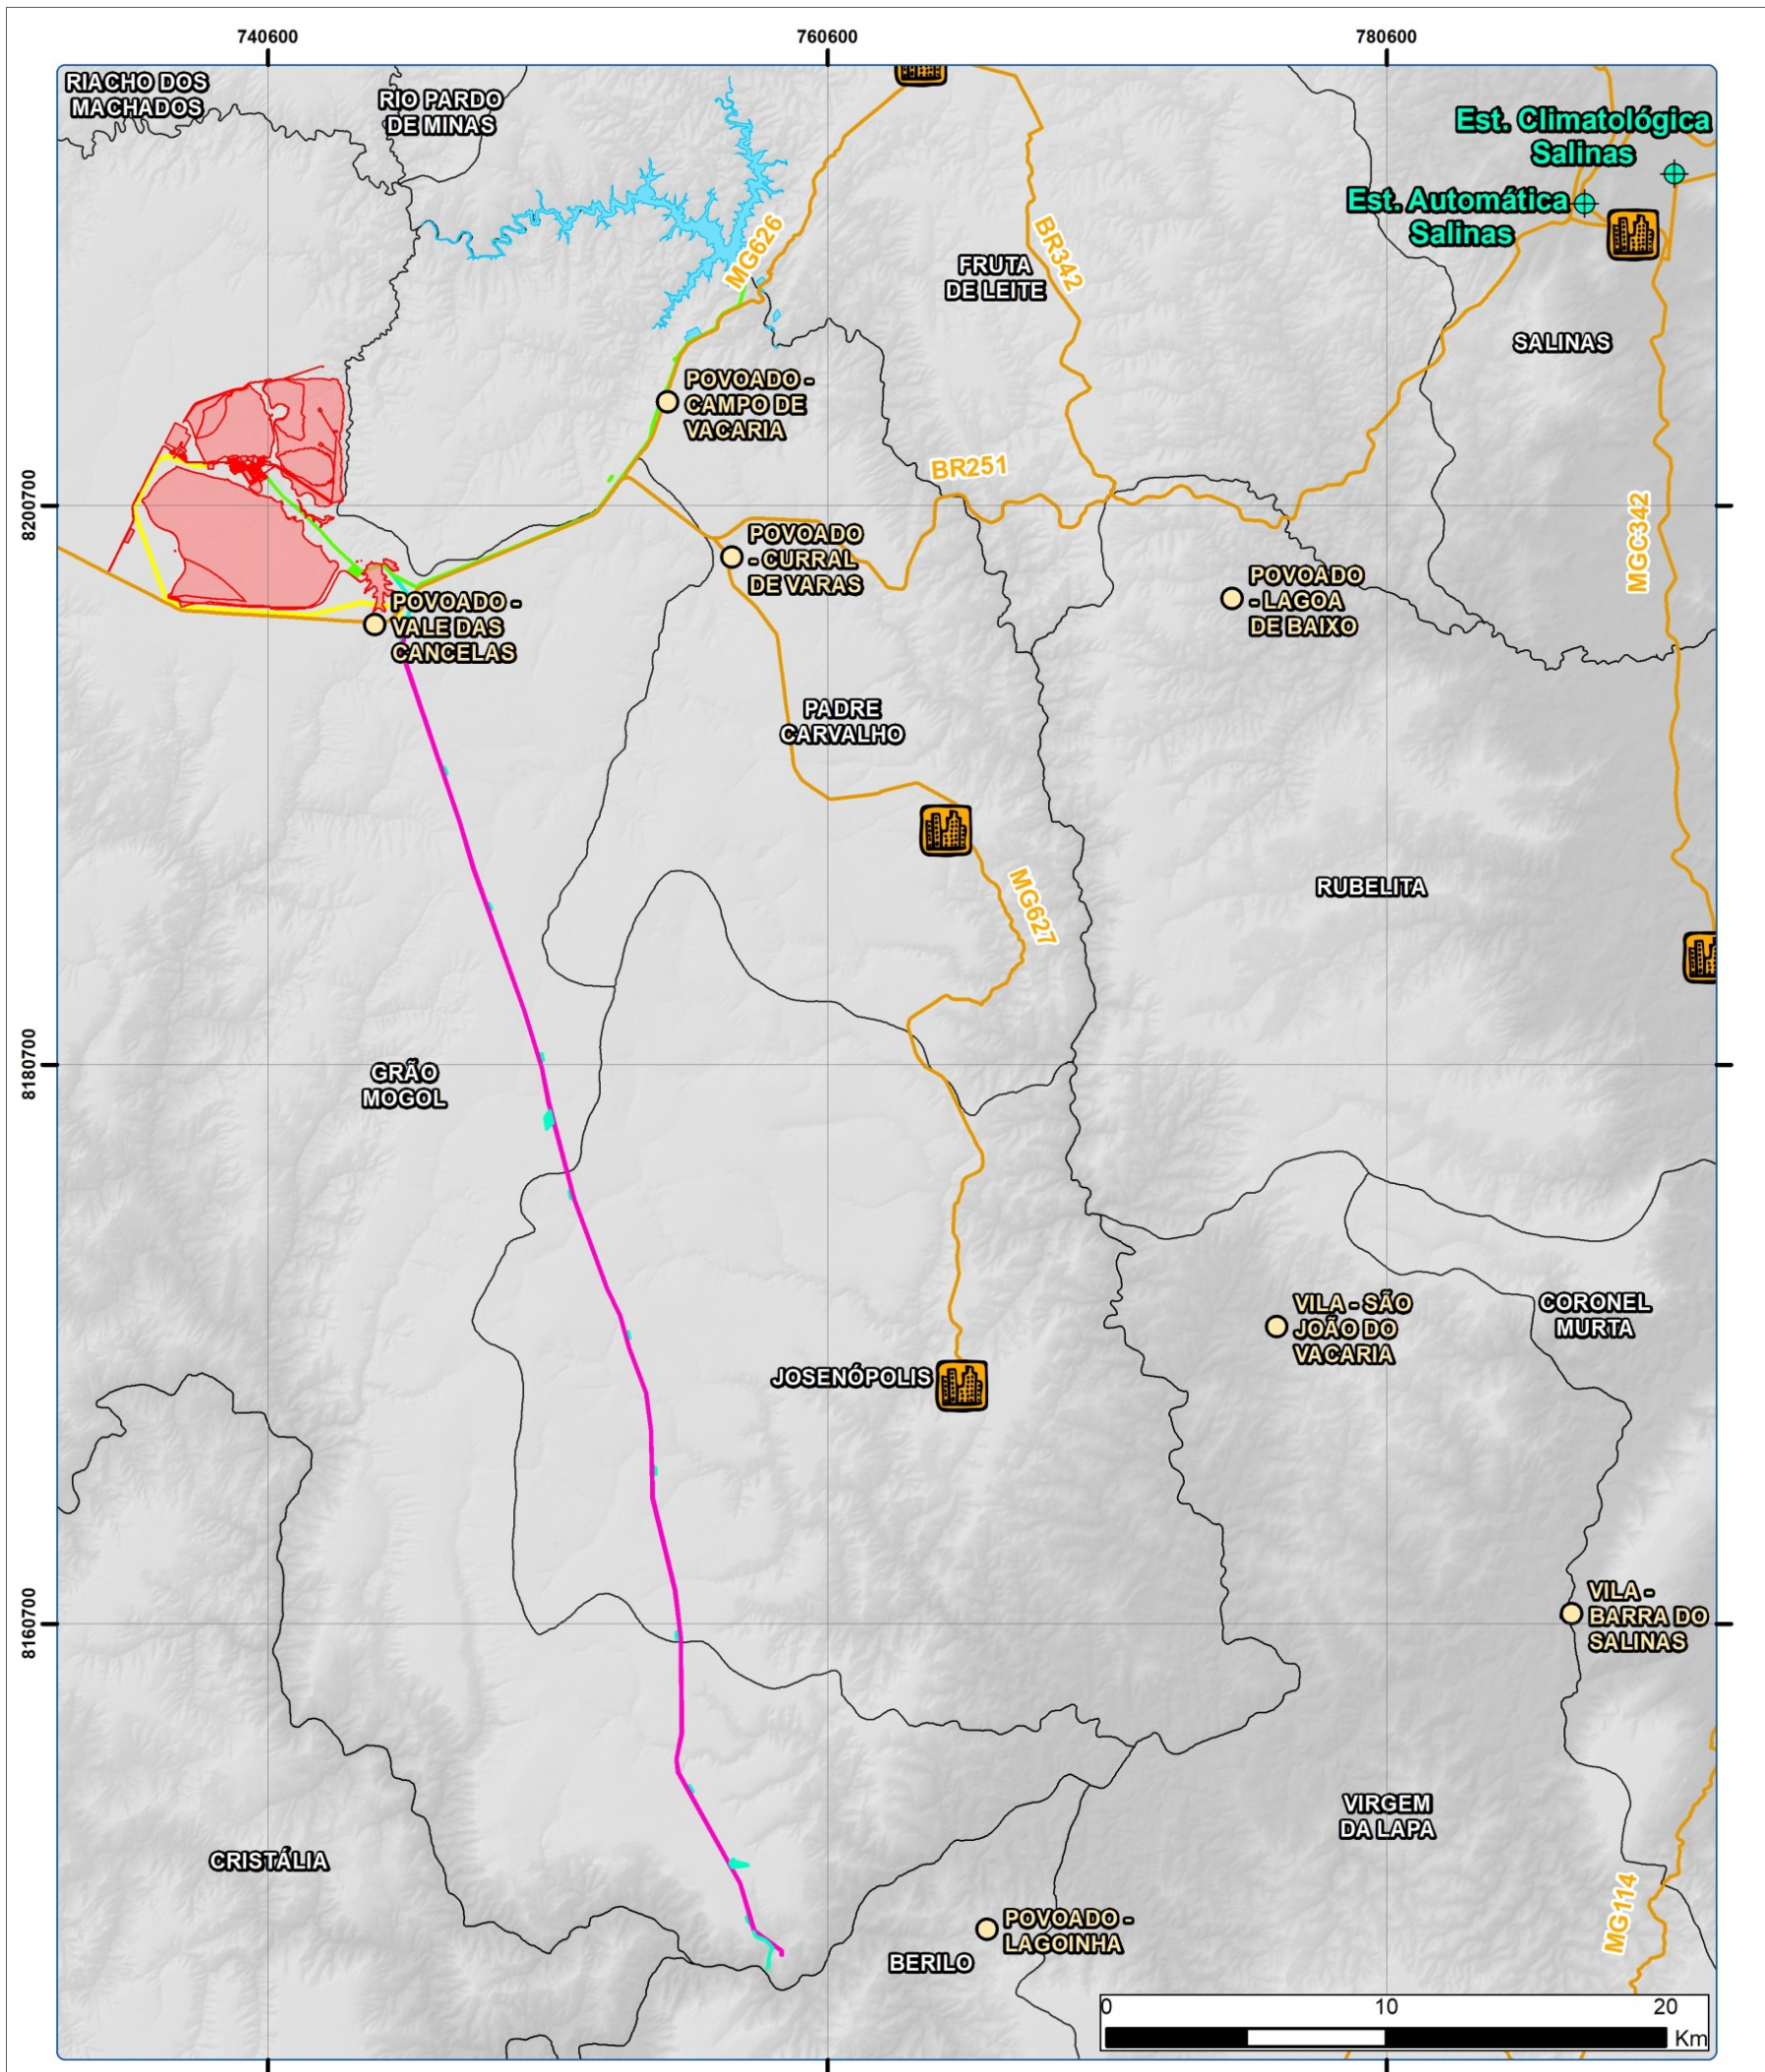 740600
760600
780600
RIACHO DOS
MACHADOS
RIO PARDO
DE MINAS
Est. Climatológica
Salinas
Est. Automática
Salinas
MG626
BR342
FRUTA
DE LEITE
SALINAS
POVOADO -
CAMPO DE
VACARIA
BR251
8200700
MGC342
POVOADO
- CURRAL
DE VARAS
POVOADO
- LAGOA
DE BAIXO
POVOADO -
VALE DAS
CANCELAS
PADRE
CARVALHO
RUBELITA
MG627
8180700
GRÃO
MOGOL
VILA - SÃO
JOÃO DO
VACARIA
CORONEL
MURTA
JOSENÓPOLIS
8160700
VILA -
BARRA DO
SALINAS
VIRGEM
DA LAPA
CRISTÁLIA
MG114
POVOADO -
LAGOINHA
BERILO
0 10 20
Km